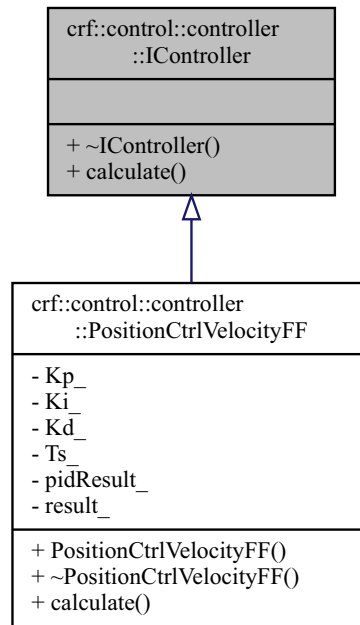 crf::control::controller
::IController
+ ~IController()
+ calculate()
crf::control::controller
::PositionCtrlVelocityFF
- Kp_
- Ki_
- Kd_
- Ts_
- pidResult_
- result_
+ PositionCtrlVelocityFF()
+ ~PositionCtrlVelocityFF()
+ calculate()